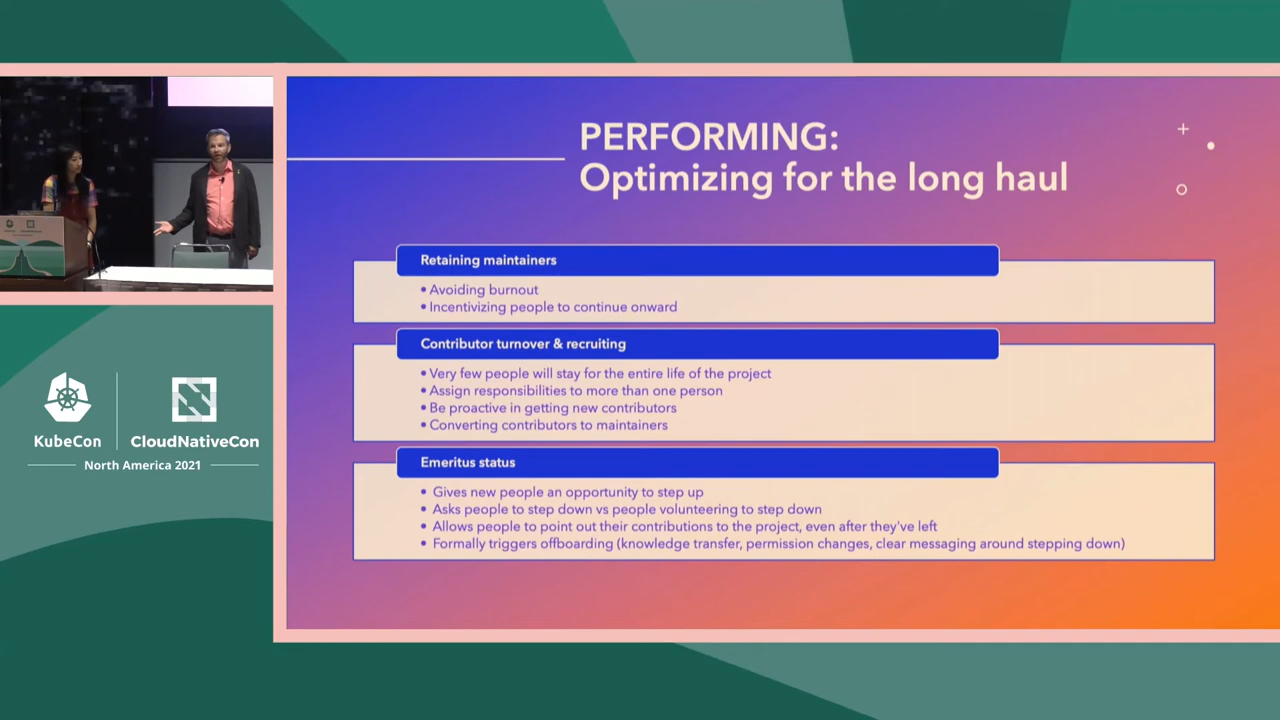 PERFORMING:
Optimizing for the long haul
Retaining maintainers
• Avoiding burnout
• Incentivizing people to continue onward
Contributor turnover & recruiting
• Very few people will stay for the entire life of the project
• Assign responsibilities to more than one person
• Be proactive in getting new contributors
• Converting contributors to maintainers
Emeritus status
• Gives new people an opportunity to step up
• Asks people to step down vs people volunteering to step down
• Allows people to point out their contributions to the project, even after they've left
• Formally triggers offboarding (knowledge transfer, permission changes, clear messaging around stepping down)
KubeCon
CloudNativeCon
North America 2021